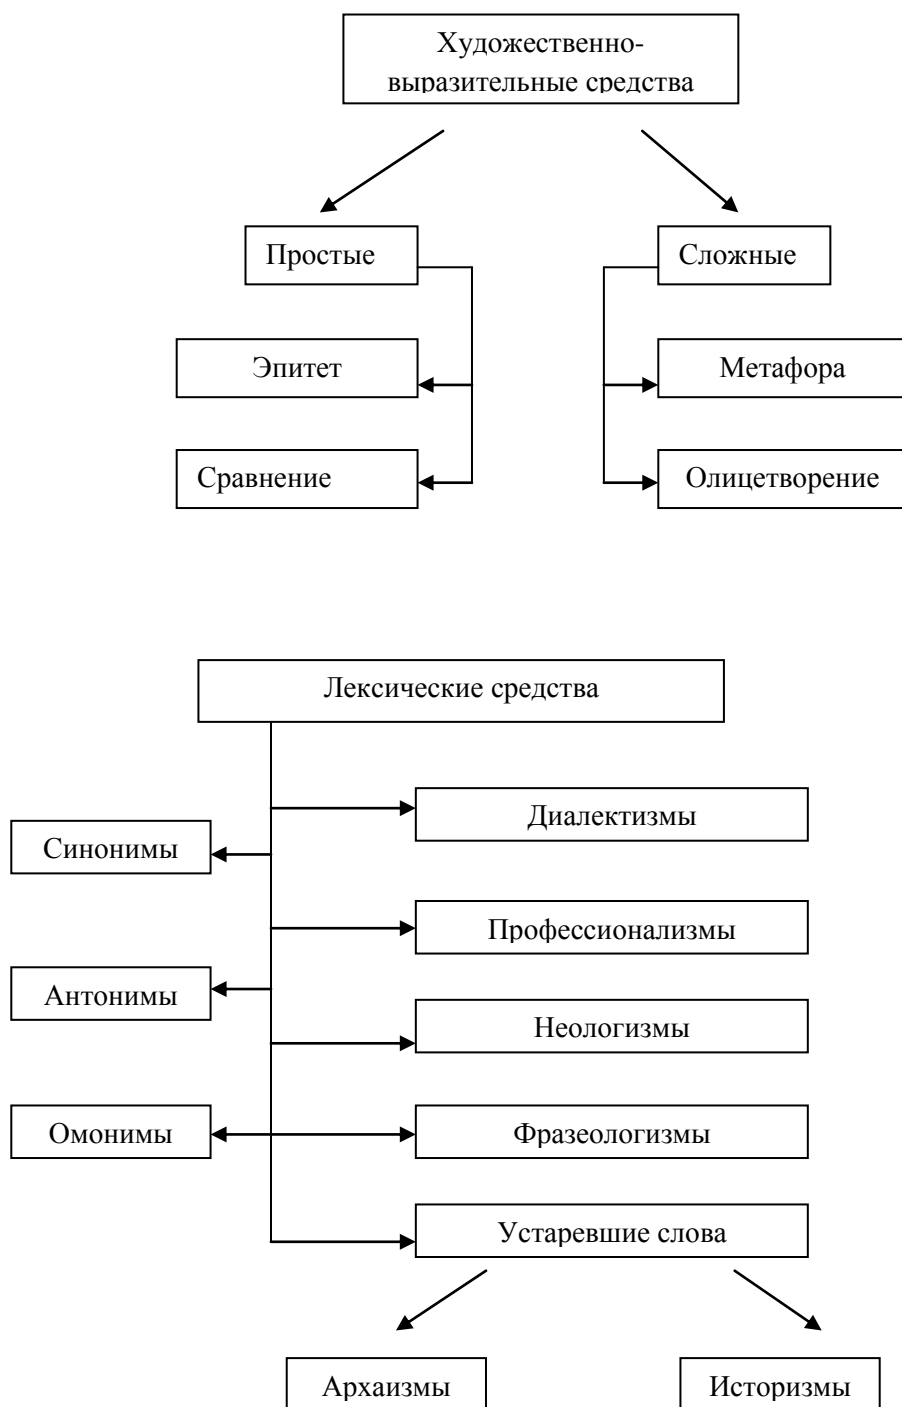 Художественно-
выразительные средства
Простые
Сложные
Эпитет
Метафора
Сравнение
Олицетворение
Лексические средства
Диалектизмы
Синонимы
Профессионализмы
Антонимы
Неологизмы
Омонимы
Фразеологизмы
Устаревшие слова
Архаизмы
Историзмы